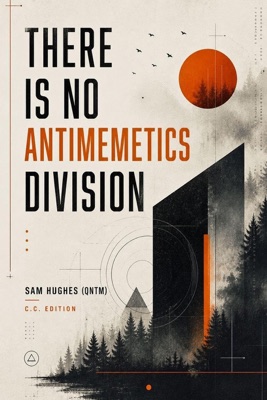 THERE
IS NO
ANTIMEMETICS
DIVISION
SAM HUGHES (QNTM)
C.C. EDITION